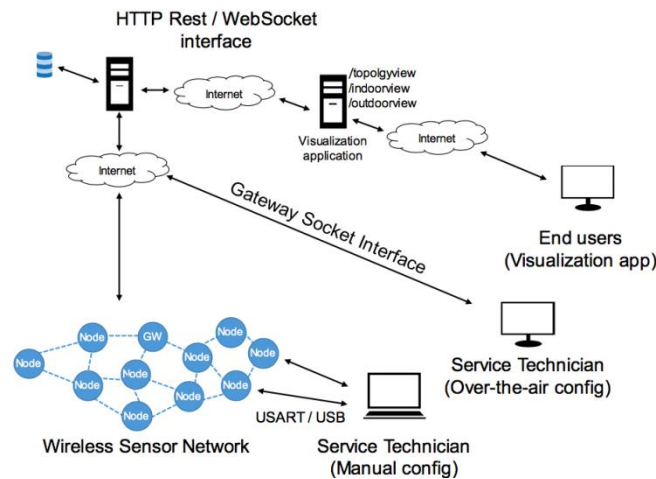 HTTP Rest / WebSocket
interface
/topolgyview
/indoorview
/outdoorview
Internet
Visualization
application
Internet
Internet
Gateway Socket Interface
End users
(Visualization app)
Node
Node
GW
Node
Node
Node
Node
Node
Node
Node
Node
Node
USART / USB
Service Technician
(Over-the-air config)
Wireless Sensor Network
Service Technician
(Manual config)